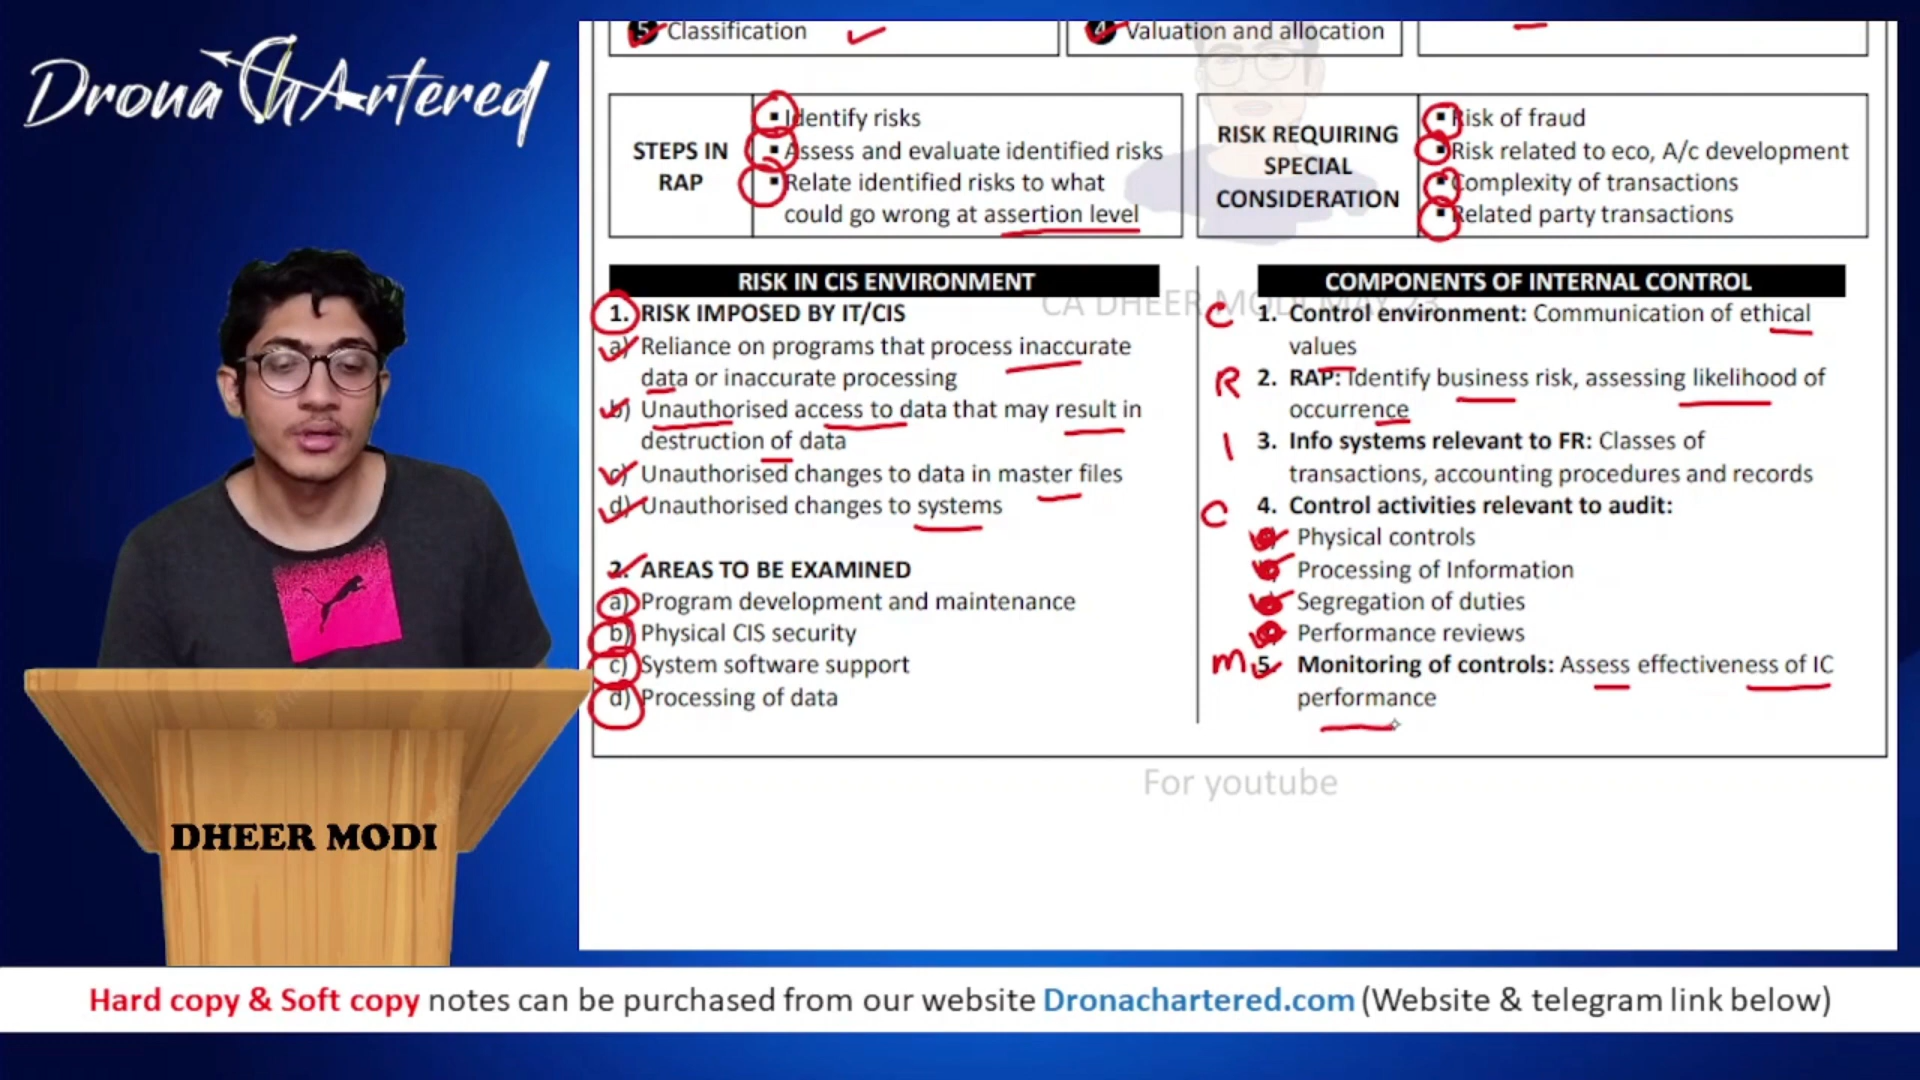 Drona ChArtered
5 Classification
4 Valuation and allocation
STEPS IN
RAP
▪ Identify risks
▪ Assess and evaluate identified risks
▪ Relate identified risks to what
could go wrong at assertion level
RISK REQUIRING
SPECIAL
CONSIDERATION
▪ Risk of fraud
▪ Risk related to eco, A/c development
▪ Complexity of transactions
▪ Related party transactions
RISK IN CIS ENVIRONMENT
1. RISK IMPOSED BY IT/CIS
a) Reliance on programs that process inaccurate
data or inaccurate processing
b) Unauthorised access to data that may result in
destruction of data
c) Unauthorised changes to data in master files
d) Unauthorised changes to systems
2. AREAS TO BE EXAMINED
a) Program development and maintenance
b) Physical CIS security
c) System software support
d) Processing of data
CA DHEER MODI MAY 23
COMPONENTS OF INTERNAL CONTROL
C 1. Control environment: Communication of ethical
values
R 2. RAP: Identify business risk, assessing likelihood of
occurrence
I 3. Info systems relevant to FR: Classes of
transactions, accounting procedures and records
C 4. Control activities relevant to audit:
Physical controls
Processing of Information
Segregation of duties
Performance reviews
M 5. Monitoring of controls: Assess effectiveness of IC
performance
For youtube
DHEER MODI
Hard copy & Soft copy notes can be purchased from our website Dronachartered.com (Website & telegram link below)